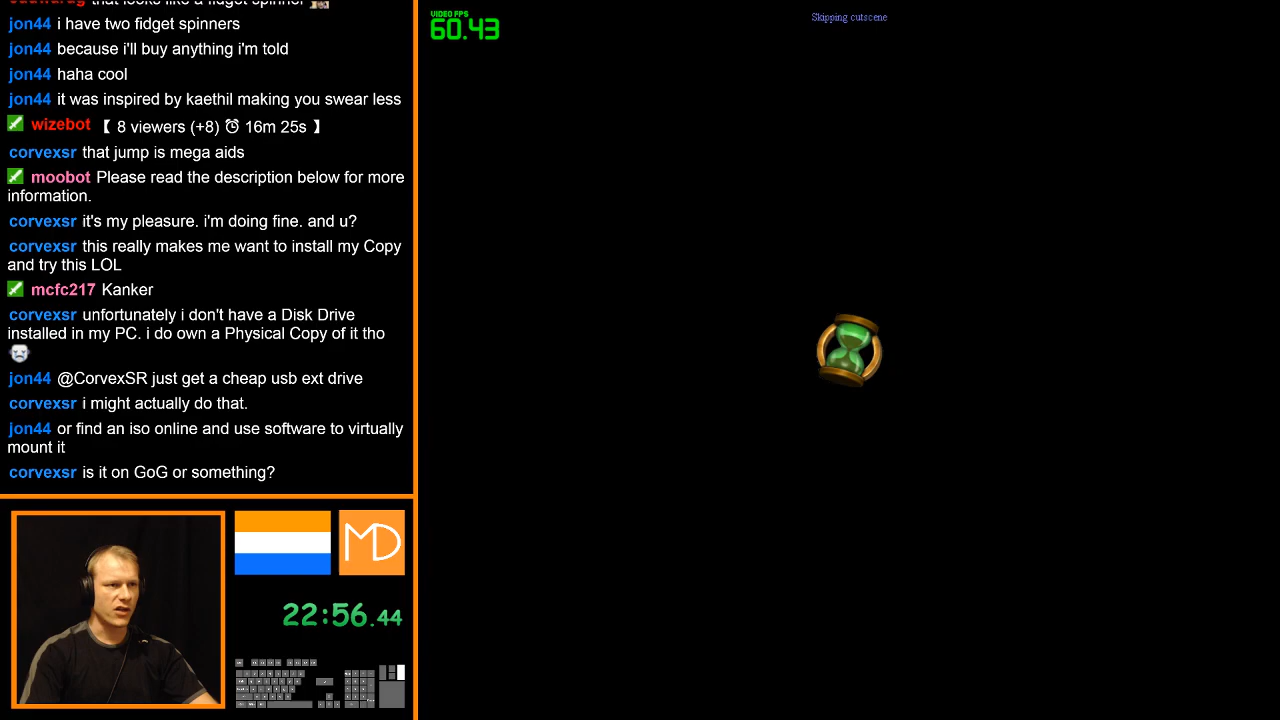 jon44 i have two fidget spinners
jon44 because i'll buy anything i'm told
jon44 haha cool
jon44 it was inspired by kaethil making you swear less
wizebot 【 8 viewers (+8) ⏰ 16m 25s 】
corvexsr that jump is mega aids
moobot Please read the description below for more
information.
corvexsr it's my pleasure. i'm doing fine. and u?
corvexsr this really makes me want to install my Copy
and try this LOL
mcfc217 Kanker
corvexsr unfortunately i don't have a Disk Drive
installed in my PC. i do own a Physical Copy of it tho
jon44 @CorvexSR just get a cheap usb ext drive
corvexsr i might actually do that.
jon44 or find an iso online and use software to virtually
mount it
corvexsr is it on GoG or something?
MD
22:56.44
VIDEO FPS
60.43
Skipping cutscene